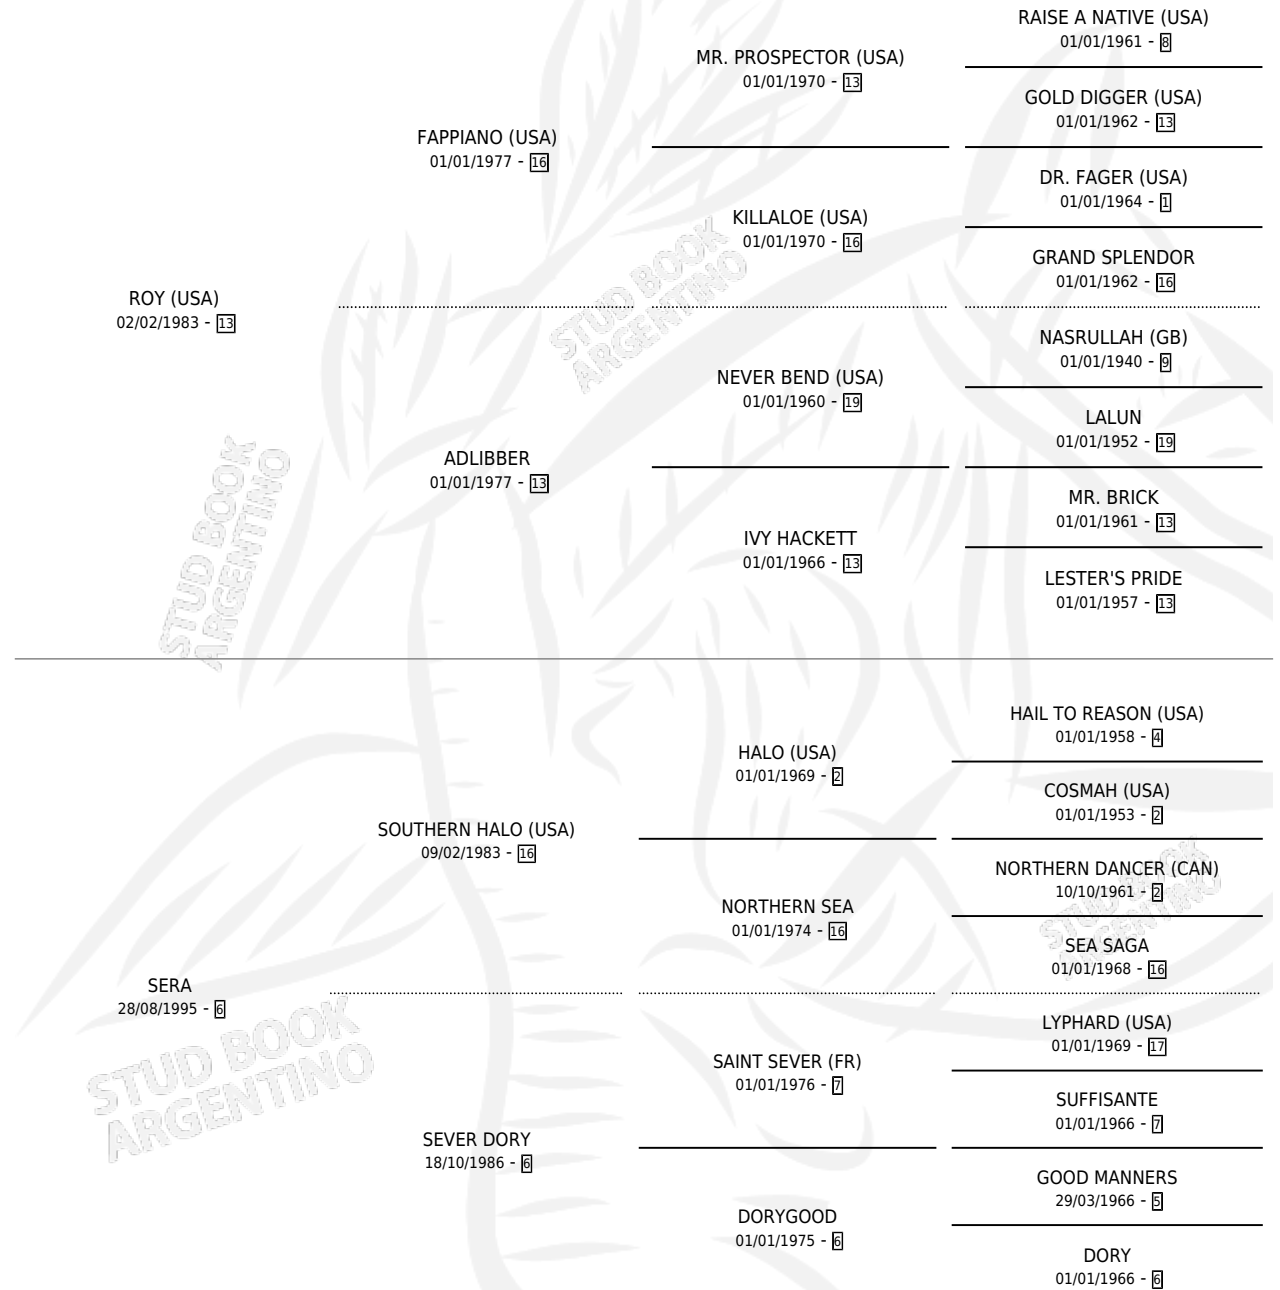 RAISE A NATIVE (USA)
01/01/1961 - 8
MR. PROSPECTOR (USA)
01/01/1970 - 13
GOLD DIGGER (USA)
01/01/1962 - 13
FAPPIANO (USA)
01/01/1977 - 16
DR. FAGER (USA)
01/01/1964 - 1
KILLALOE (USA)
01/01/1970 - 16
GRAND SPLENDOR
01/01/1962 - 16
ROY (USA)
02/02/1983 - 13
NASRULLAH (GB)
01/01/1940 - 9
NEVER BEND (USA)
01/01/1960 - 19
LALUN
01/01/1952 - 19
ADLIBBER
01/01/1977 - 13
MR. BRICK
01/01/1961 - 13
IVY HACKETT
01/01/1966 - 13
LESTER'S PRIDE
01/01/1957 - 13
HAIL TO REASON (USA)
01/01/1958 - 4
HALO (USA)
01/01/1969 - 2
COSMAH (USA)
01/01/1953 - 2
SOUTHERN HALO (USA)
09/02/1983 - 16
NORTHERN DANCER (CAN)
10/10/1961 - 2
NORTHERN SEA
01/01/1974 - 16
SEA SAGA
01/01/1968 - 16
SERA
28/08/1995 - 6
LYPHARD (USA)
01/01/1969 - 17
SAINT SEVER (FR)
01/01/1976 - 7
SUFFISANTE
01/01/1966 - 7
SEVER DORY
18/10/1986 - 6
GOOD MANNERS
29/03/1966 - 5
DORYGOOD
01/01/1975 - 6
DORY
01/01/1966 - 6
STUD BOOK
ARGENTINO
STUD BOOK
ARGENTINO
STUD BOOK
ARGENTINO
STUD BOOK
ARGENTINO